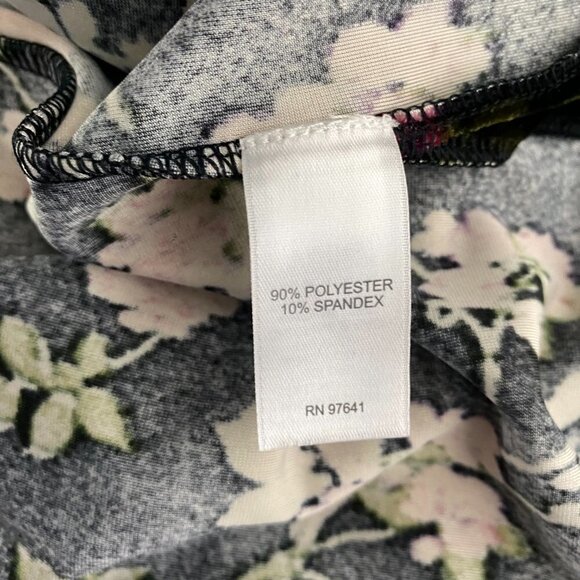 90% POLYESTER
10% SPANDEX
RN 97641